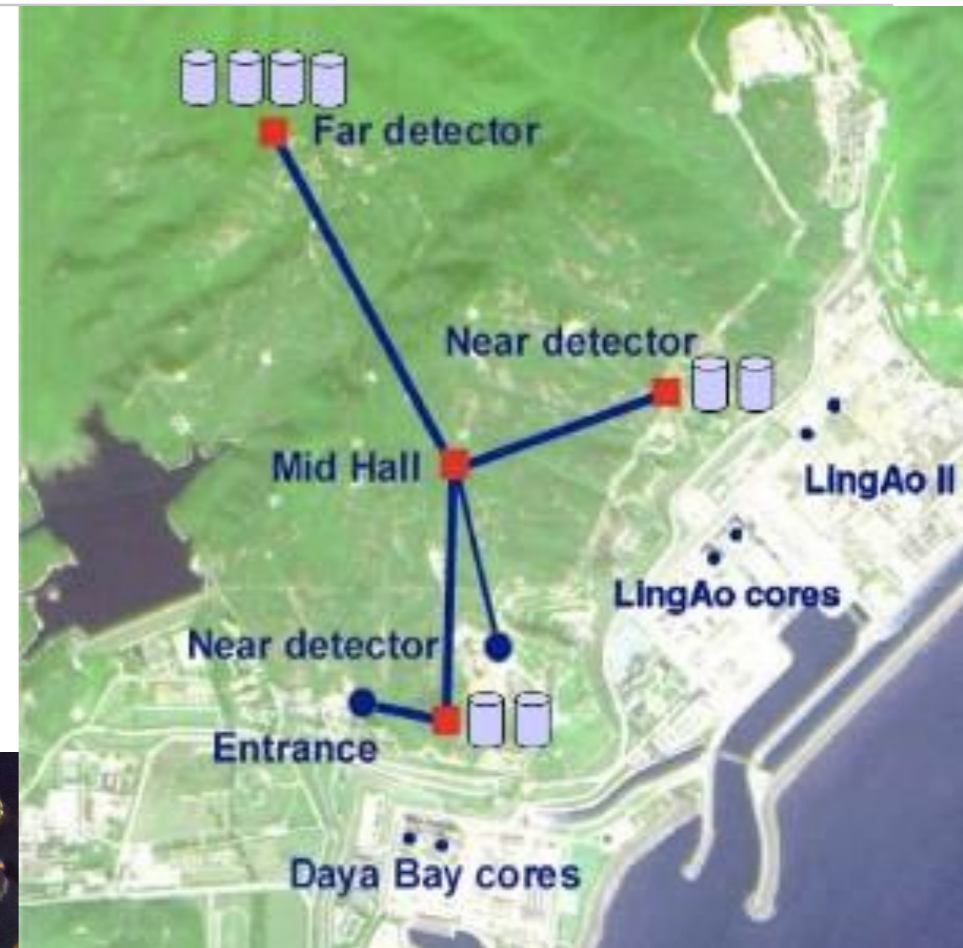 Far detector
Near detector
Mid Hall
LingAo II
LingAo cores
Near detector
Entrance
Daya Bay cores